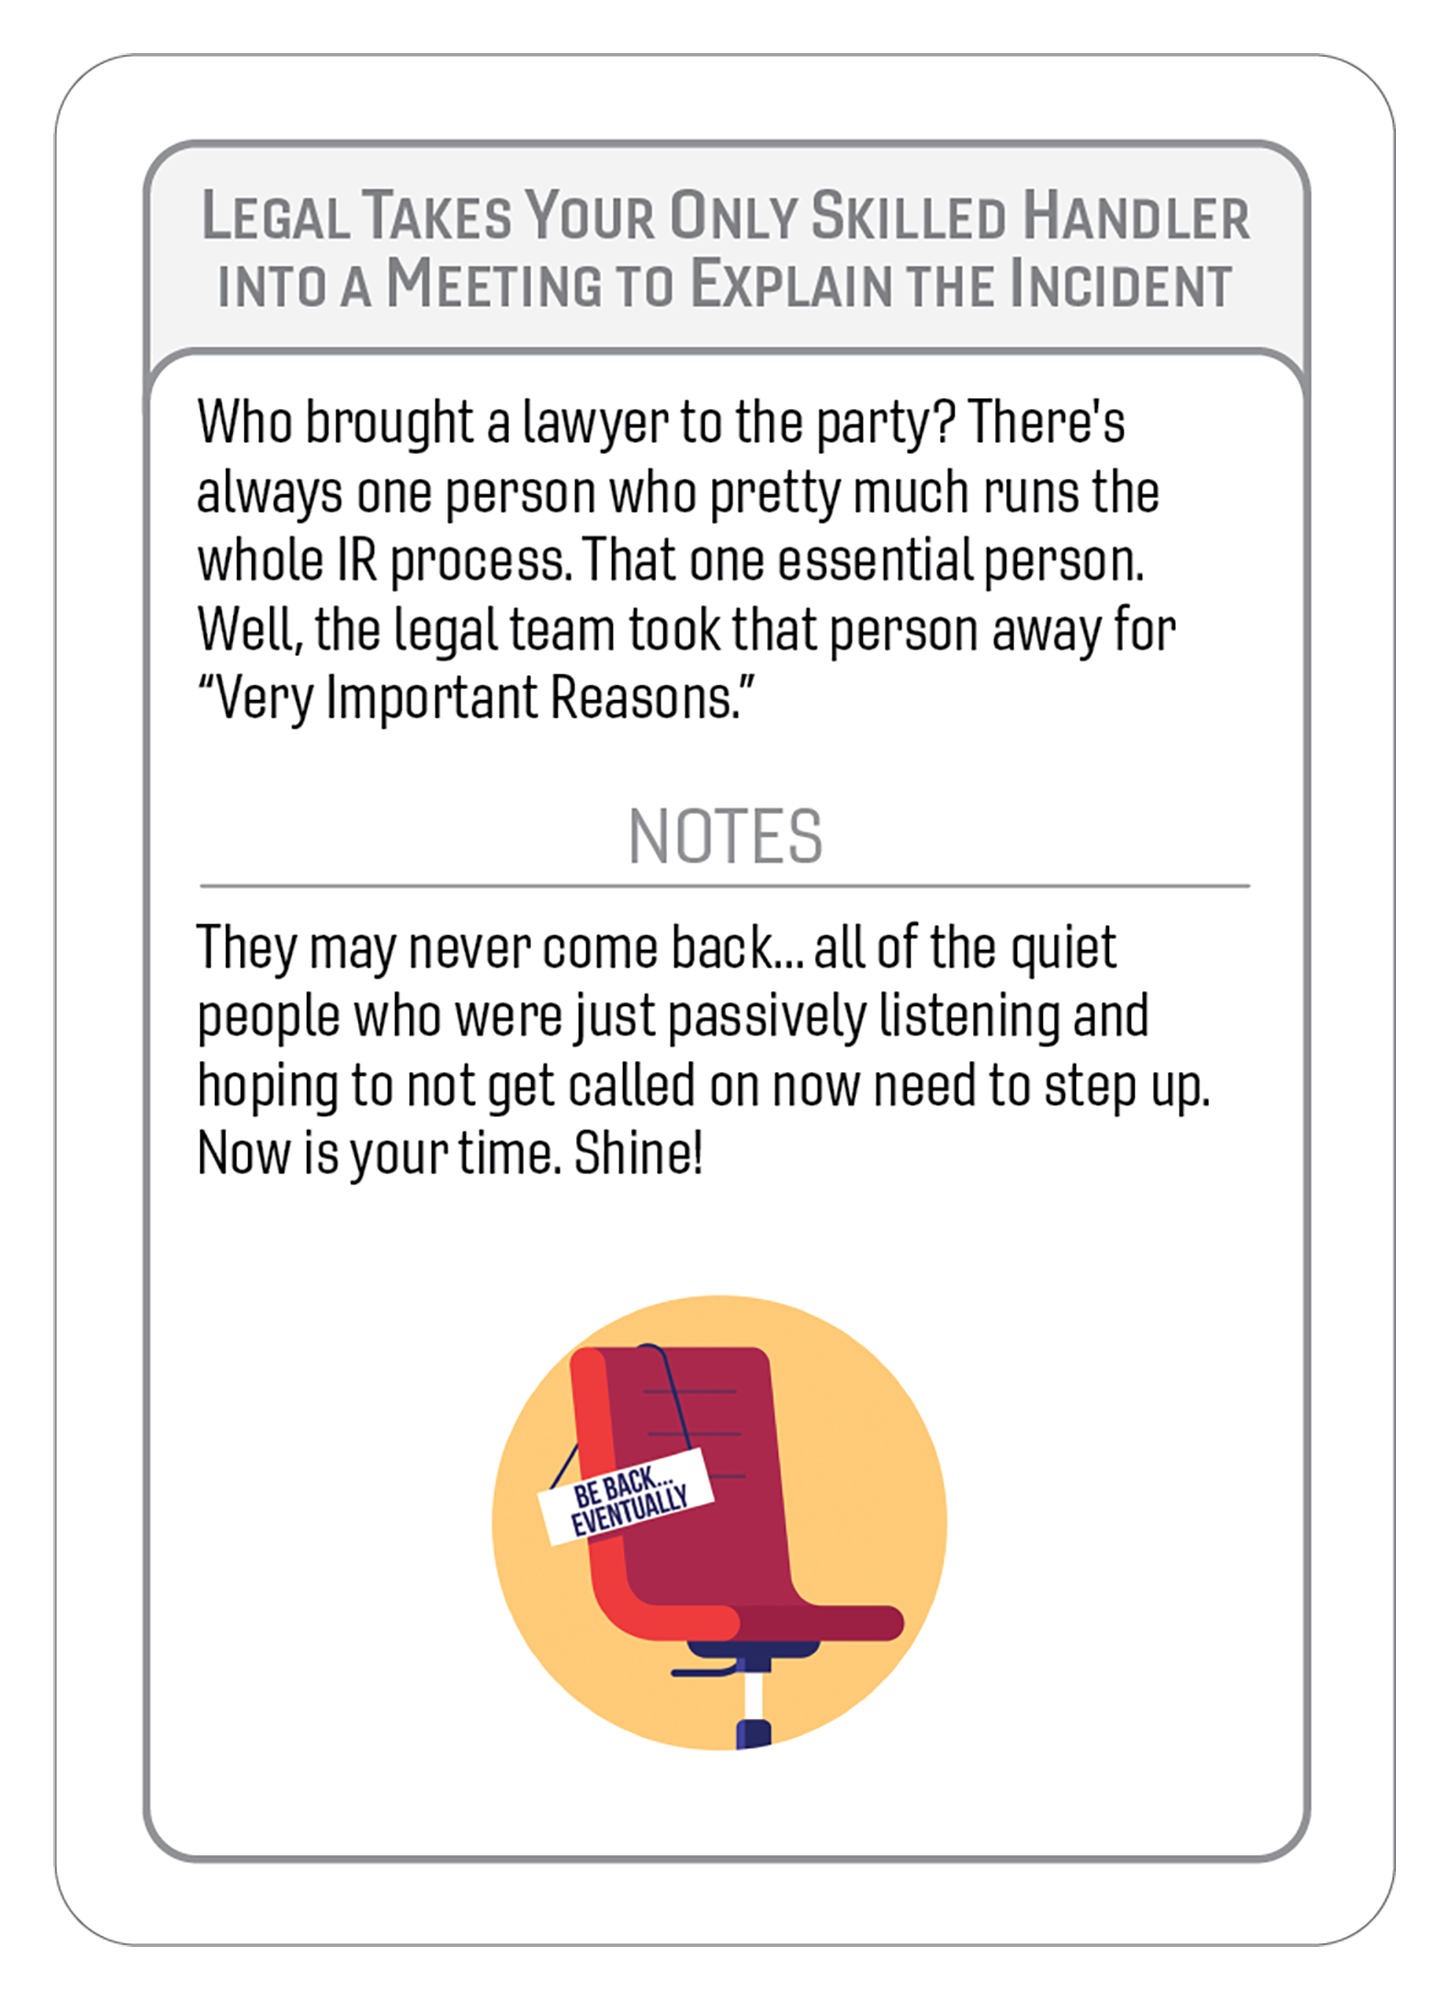 Legal Takes Your Only Skilled Handler
into a Meeting to Explain the Incident
Who brought a lawyer to the party? There's
always one person who pretty much runs the
whole IR process. That one essential person.
Well, the legal team took that person away for
“Very Important Reasons.”
NOTES
They may never come back... all of the quiet
people who were just passively listening and
hoping to not get called on now need to step up.
Now is your time. Shine!
BE BACK...
EVENTUALLY